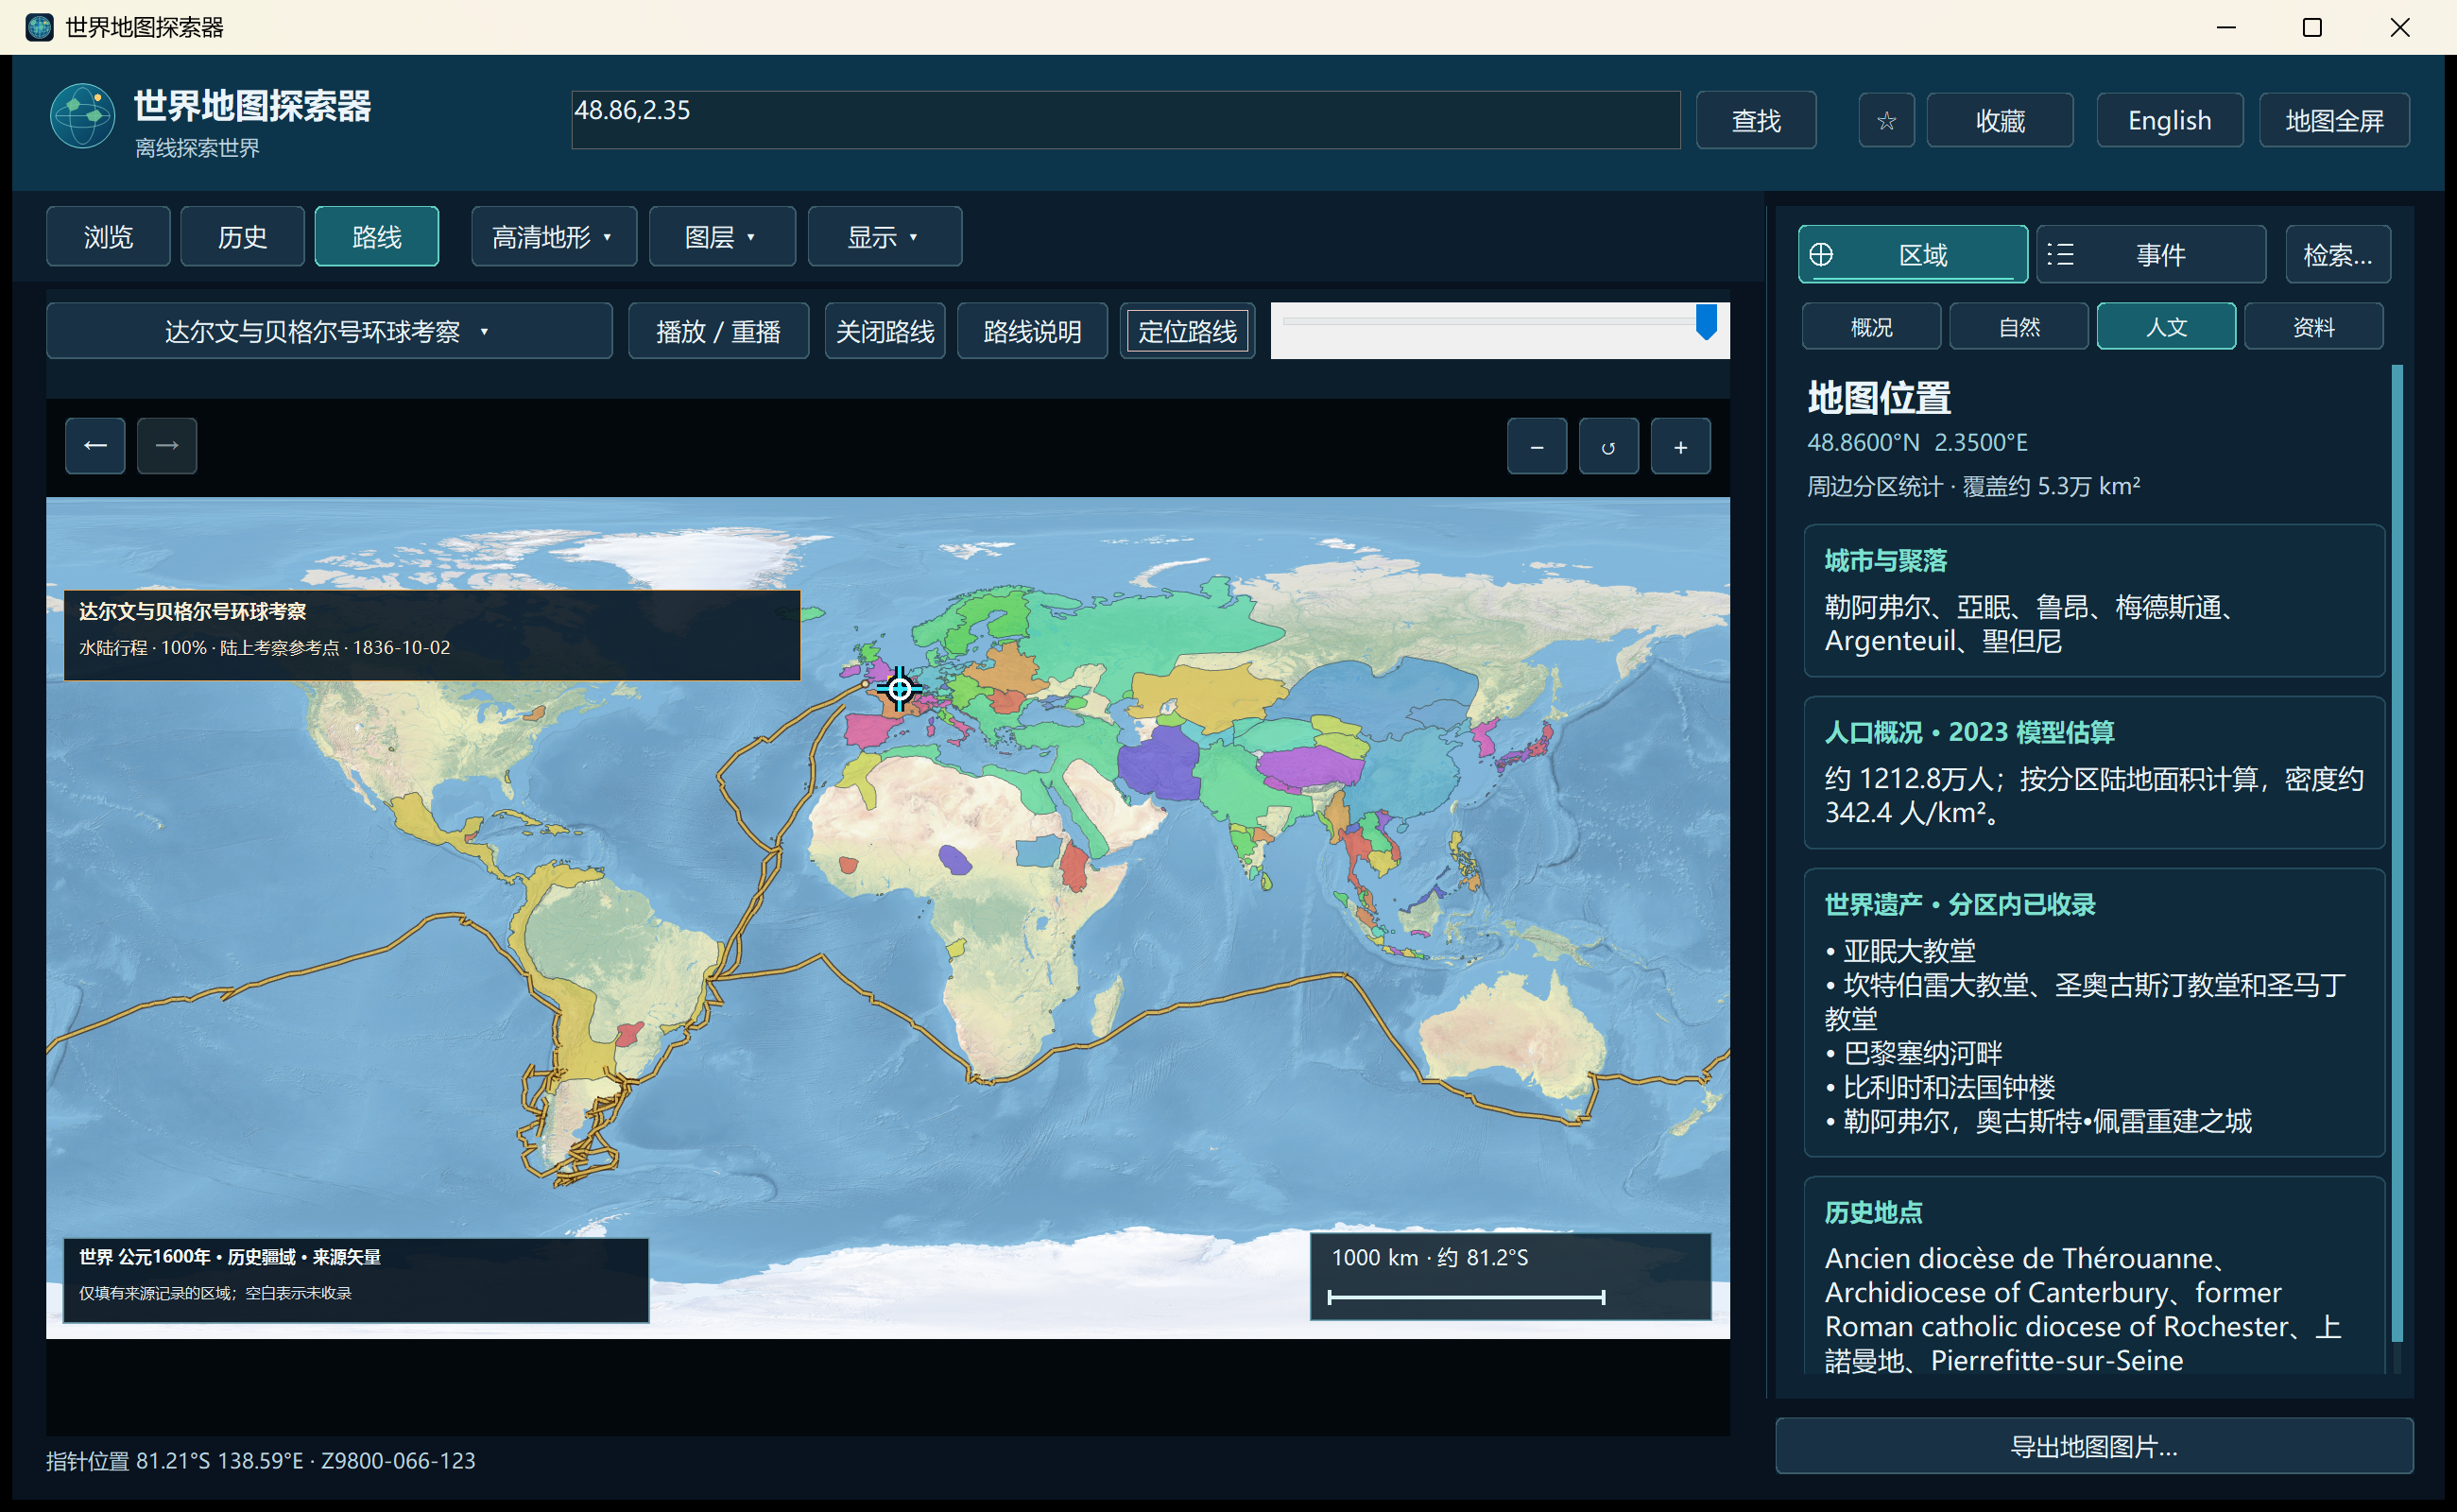 世界地图探索器
世界地图探索器
离线探索世界
48.86,2.35
查找
☆
收藏
English
地图全屏
浏览
历史
路线
高清地形 ▾
图层 ▾
显示 ▾
达尔文与贝格尔号环球考察 ▾
播放 / 重播
关闭路线
路线说明
定位路线
← →
− ↺ +
达尔文与贝格尔号环球考察
水陆行程 · 100% · 陆上考察参考点 · 1836-10-02
世界 公元1600年 • 历史疆域 • 来源矢量
仅填有来源记录的区域；空白表示未收录
1000 km · 约 81.2°S
指针位置 81.21°S 138.59°E · Z9800-066-123
区域
事件
检索...
概况
自然
人文
资料
地图位置
48.8600°N 2.3500°E
周边分区统计 · 覆盖约 5.3万 km²
城市与聚落
勒阿弗尔、亞眠、鲁昂、梅德斯通、
Argenteuil、聖但尼
人口概况 • 2023 模型估算
约 1212.8万人；按分区陆地面积计算，密度约
342.4 人/km²。
世界遗产 • 分区内已收录
• 亚眠大教堂
• 坎特伯雷大教堂、圣奥古斯汀教堂和圣马丁
教堂
• 巴黎塞纳河畔
• 比利时和法国钟楼
• 勒阿弗尔，奥古斯特•佩雷重建之城
历史地点
Ancien diocèse de Thérouanne、
Archidiocese of Canterbury、former
Roman catholic diocese of Rochester、上
諾曼地、Pierrefitte-sur-Seine
导出地图图片...